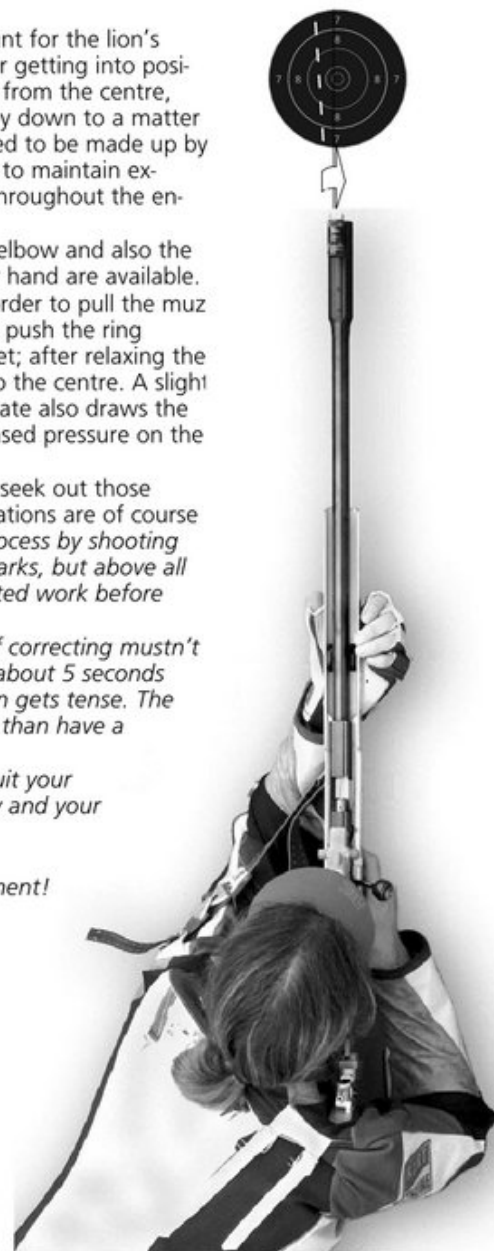 7
8
7 8 8 7
8
7
nt for the lion's
r getting into posi-
from the centre,
y down to a matter
ed to be made up by
to maintain ex-
hroughout the en-
elbow and also the
hand are available.
order to pull the muz
push the ring
et; after relaxing the
o the centre. A slight
ate also draws the
sed pressure on the
seek out those
ations are of course
ocess by shooting
arks, but above all
ted work before
f correcting mustn't
about 5 seconds
n gets tense. The
than have a
uit your
y and your
ment!